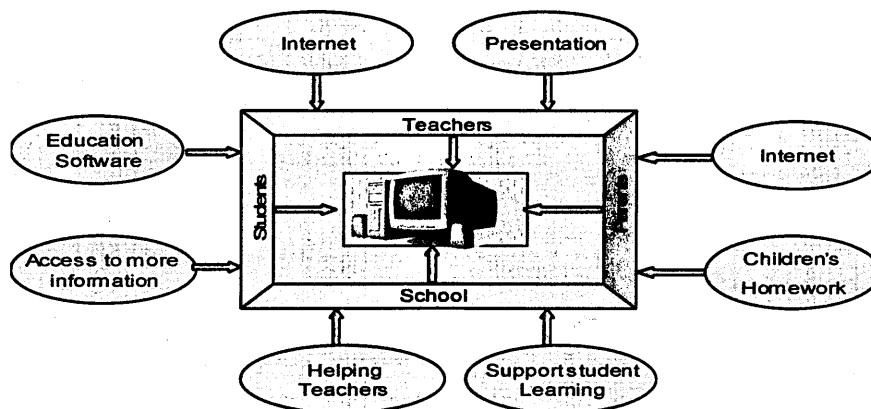 Internet
Presentation
Teachers
Education
Software
Internet
Students
Parents
Access to more
information
Children's
Homework
School
Helping
Teachers
Support student
Learning